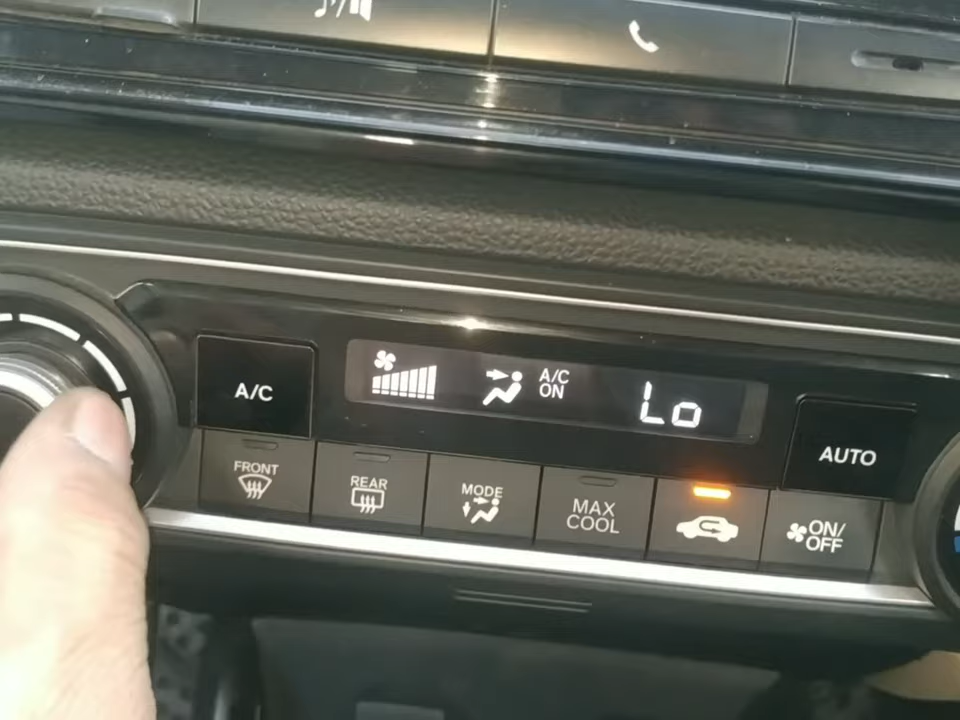 A/C
A/C
ON
Lo
AUTO
FRONT
REAR
MODE
MAX
COOL
ON/
OFF